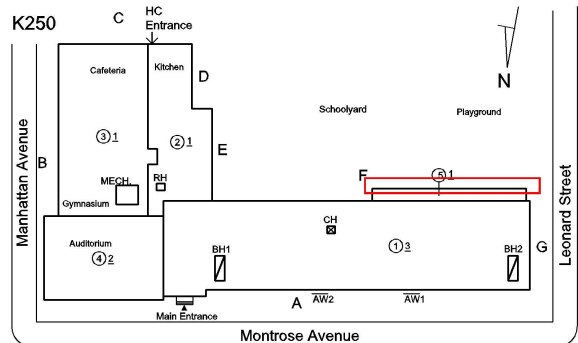 K250
C
HC
Entrance
Cafeteria
Kitchen
D
N
Schoolyard
Playground
Manhattan Avenue
B
3 1
2 1
E
F
5 1
MECH.
RH
Gymnasium
Leonard Street
Auditorium
4 2
CH
1 3
BH1
BH2
G
A
AW2
AW1
Main Entrance
Montrose Avenue